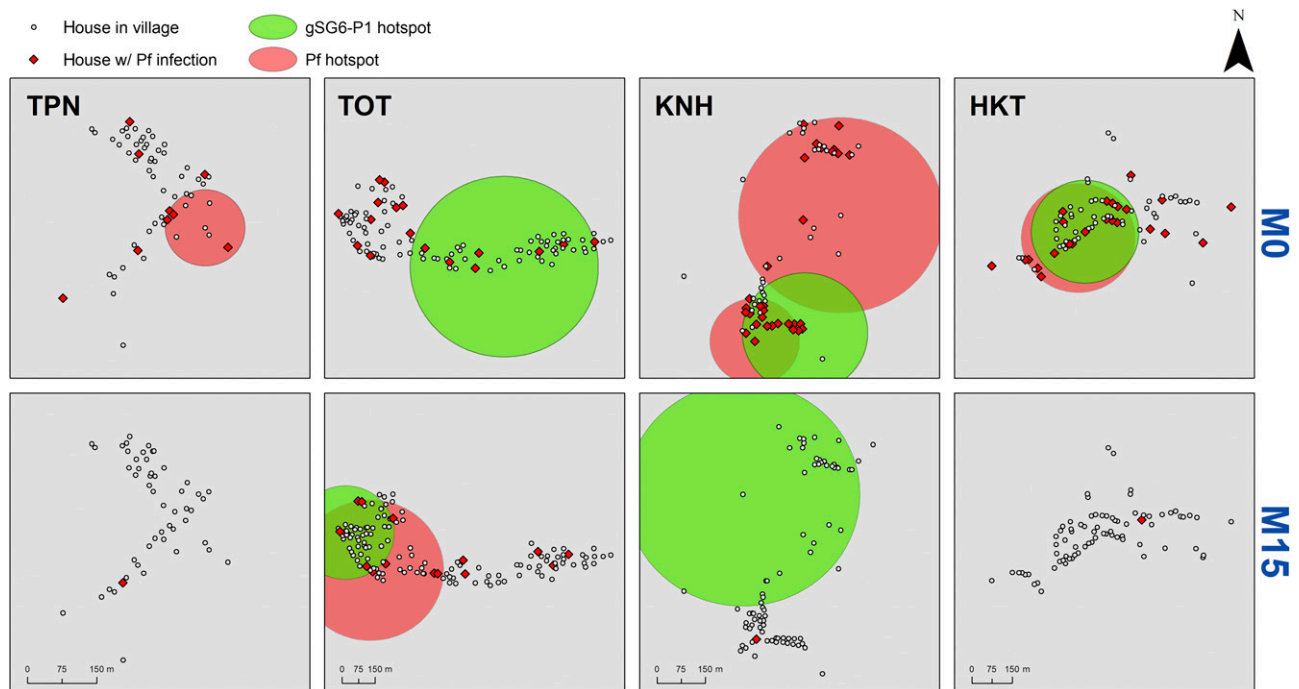 House in village
gSG6-P1 hotspot
N
House w/ Pf infection
Pf hotspot
TPN
TOT
KNH
HKT
M0
M15
0 75 150 m
0 75 150 m
0 75 150 m
0 75 150 m